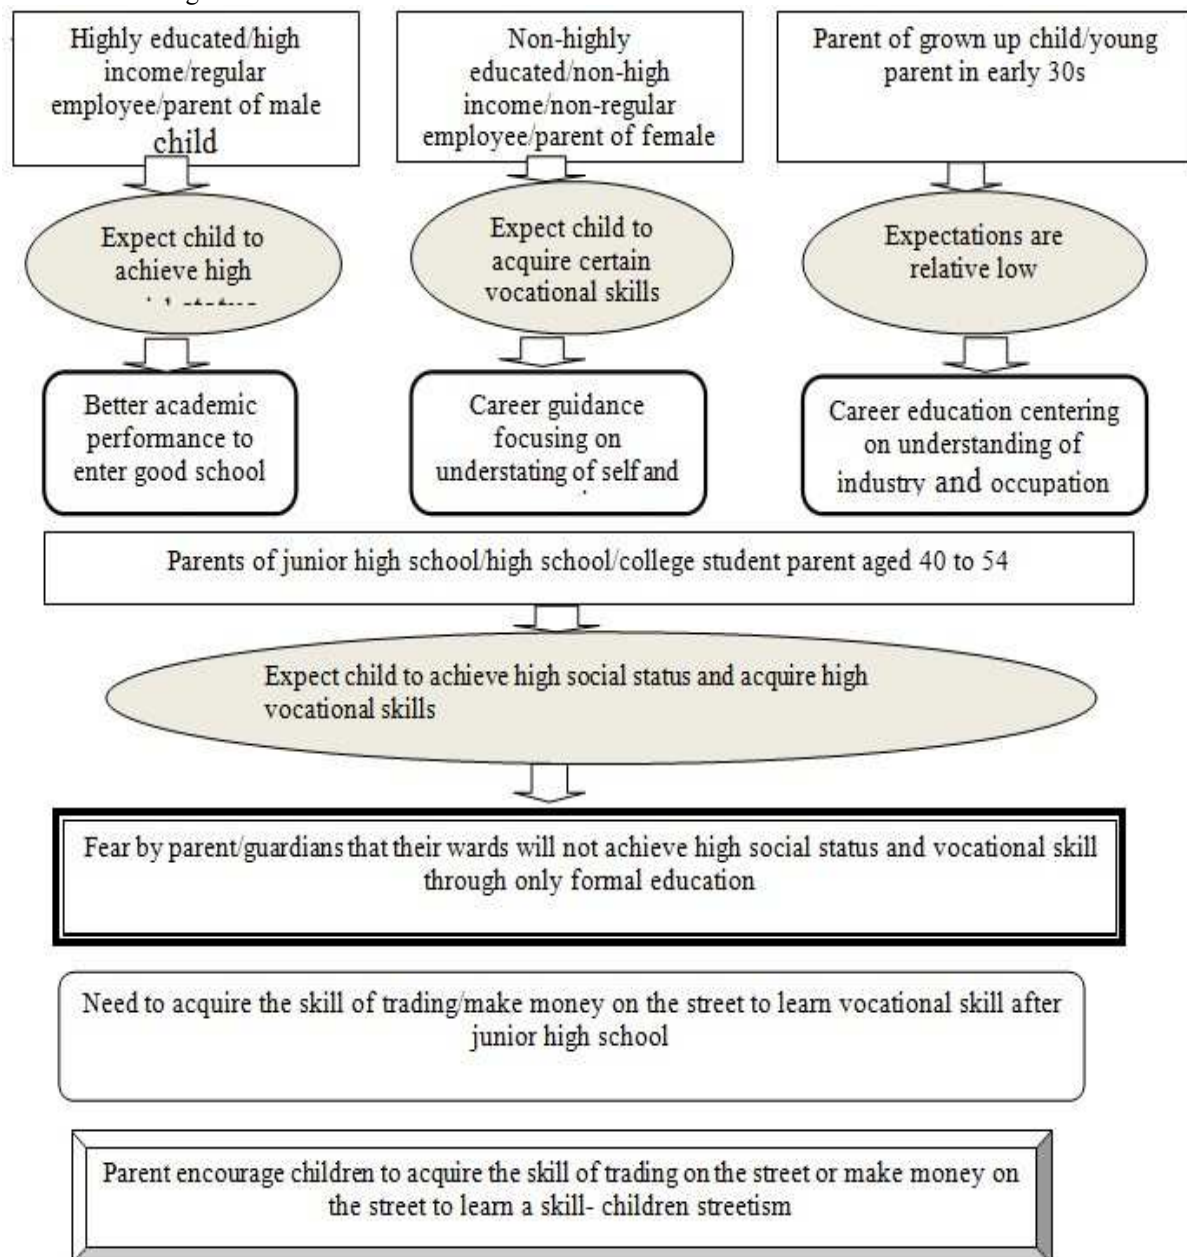 Highly educated/high
income/regular
employee/parent of male
child
Non-highly
educated/non-high
income/non-regular
employee/parent of female
Parent of grown up child/young
parent in early 30s
Expect child to
achieve high
Expect child to
acquire certain
vocational skills
Expectations are
relative low
Better academic
performance to
enter good school
Career guidance
focusing on
understating of self and
Career education centering
on understanding of
industry and occupation
Parents of junior high school/high school/college student parent aged 40 to 54
Expect child to achieve high social status and acquire high
vocational skills
Fear by parent/guardians that their wards will not achieve high social status and vocational skill
through only formal education
Need to acquire the skill of trading/make money on the street to learn vocational skill after
junior high school
Parent encourage children to acquire the skill of trading on the street or make money on
the street to learn a skill- children streetism